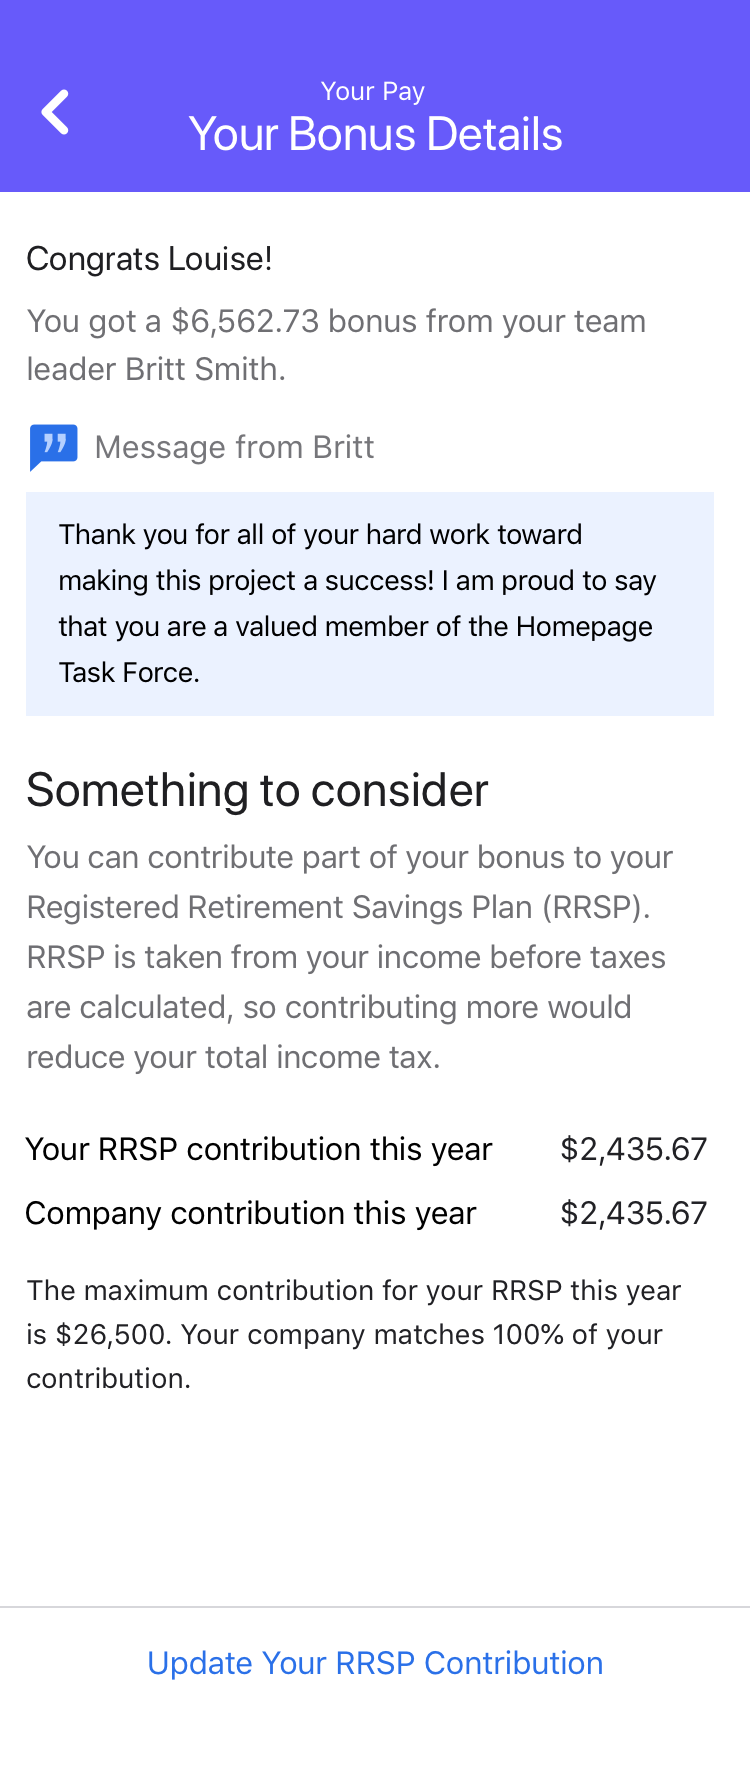 Your Pay
Your Bonus Details
Congrats Louise!
You got a $6,562.73 bonus from your team
leader Britt Smith.
Message from Britt
Thank you for all of your hard work toward
making this project a success! I am proud to say
that you are a valued member of the Homepage
Task Force.
Something to consider
You can contribute part of your bonus to your
Registered Retirement Savings Plan (RRSP).
RRSP is taken from your income before taxes
are calculated, so contributing more would
reduce your total income tax.
Your RRSP contribution this year $2,435.67
Company contribution this year $2,435.67
The maximum contribution for your RRSP this year
is $26,500. Your company matches 100% of your
contribution.
Update Your RRSP Contribution